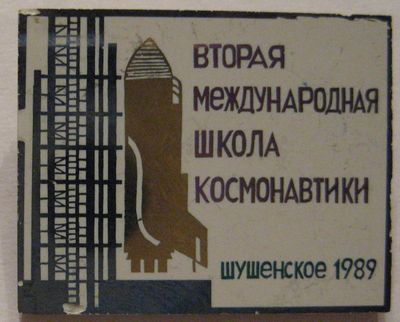 ВТОРАЯ
МЕЖДУНАРОДНАЯ
ШКОЛА
КОСМОНАВТИКИ
ШУШЕНСКОЕ 1989